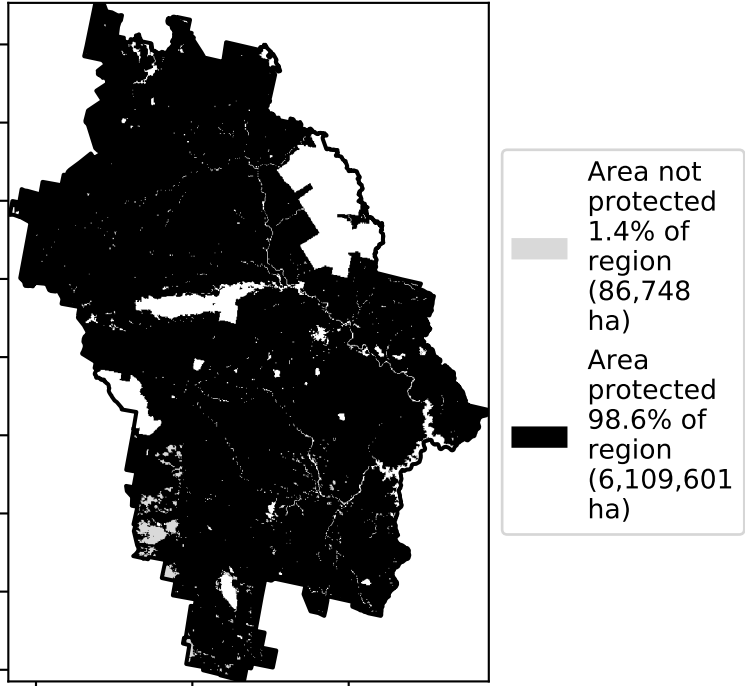 Area not
protected
1.4% of
region
(86,748
ha)
Area
protected
98.6% of
region
(6,109,601
ha)